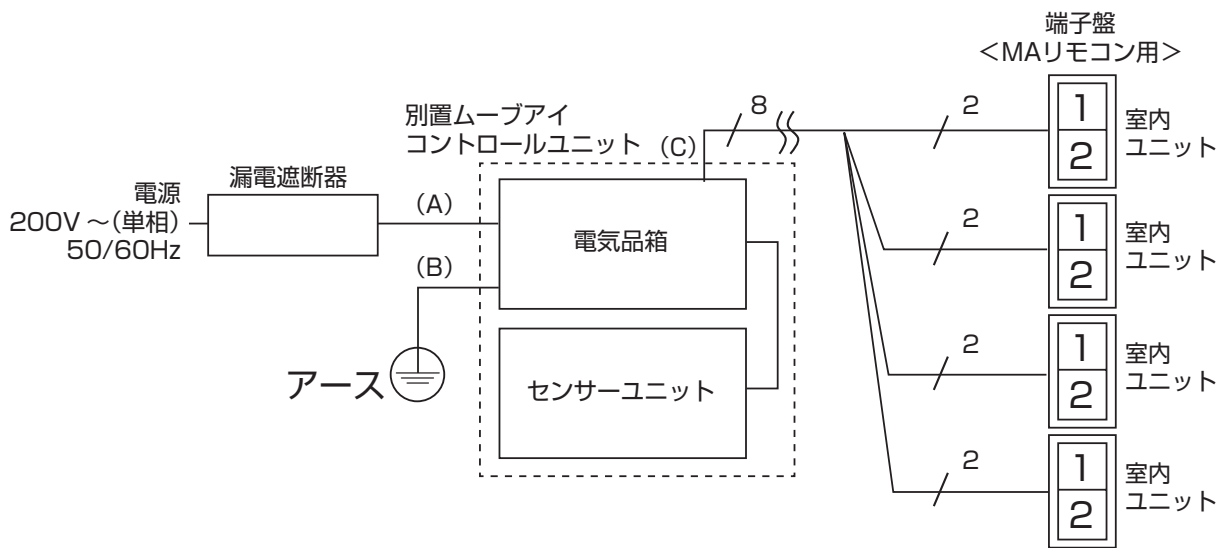 端子盤
<MAリモコン用>
別置ムーブアイ
コントロールユニット
(C)
8
2
1
2
室内
ユニット
電源
200V ~(単相)
50/60Hz
漏電遮断器
(A)
(B)
アース
電気品箱
センサーユニット
2
1
2
室内
ユニット
2
1
2
室内
ユニット
2
1
2
室内
ユニット